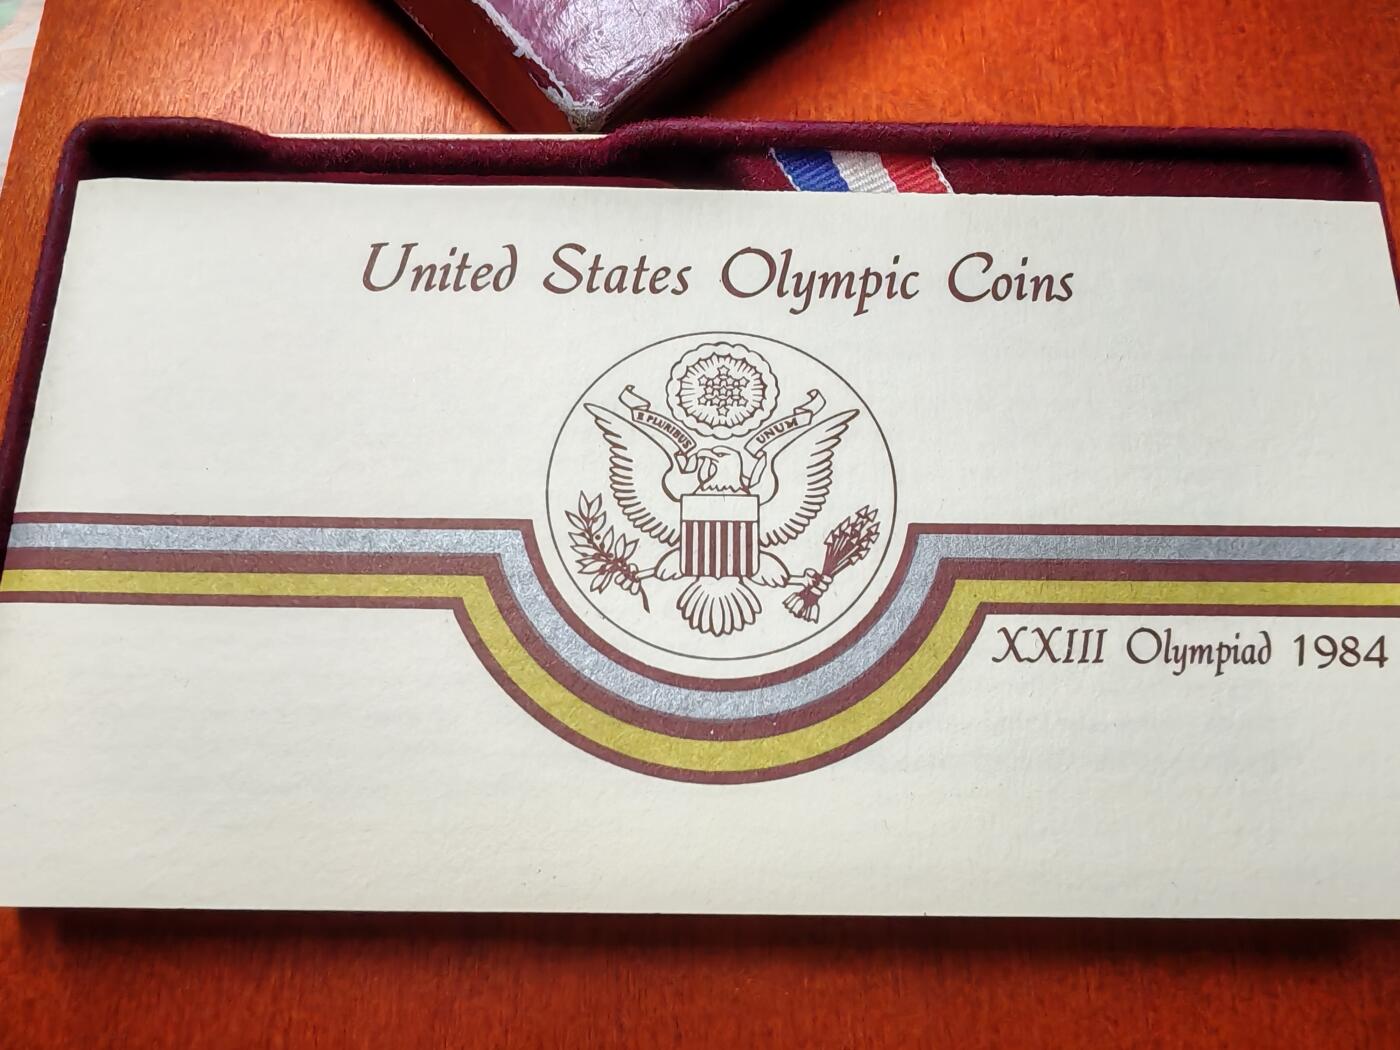 United States Olympic Coins
E PLURIBUS UNUM
XXIII Olympiad 1984